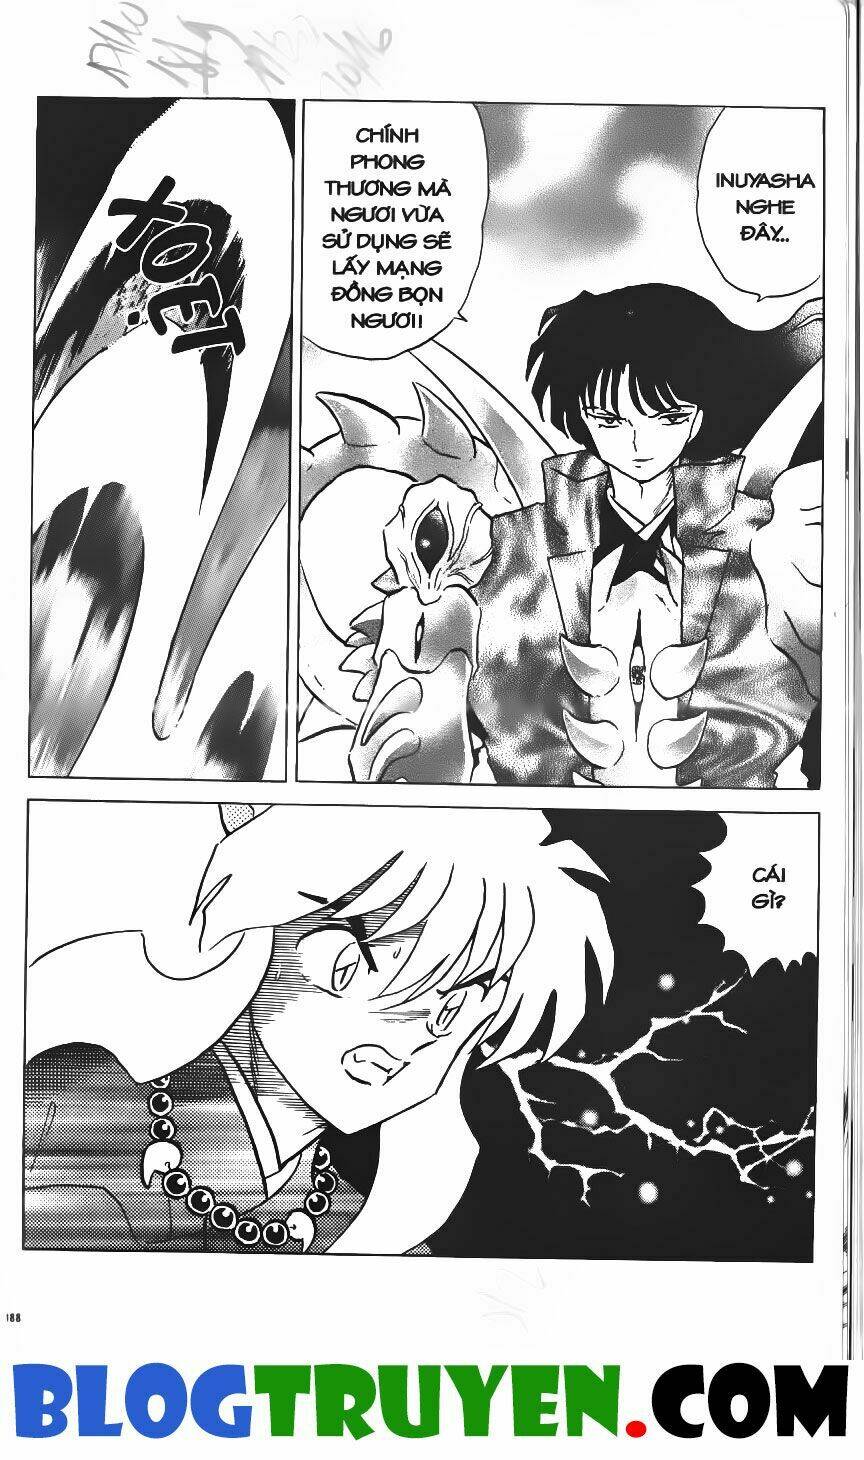 INUYASHA
NGHE
ĐÂY...
CHÍNH
PHONG
THƯƠNG MÀ
NGƯƠI VỪA
SỬ DỤNG SẼ
LẤY MẠNG
ĐỒNG BỌN
NGƯƠI!!
XOẸT
CÁI
GÌ?
188
BLOGTRUYEN.COM